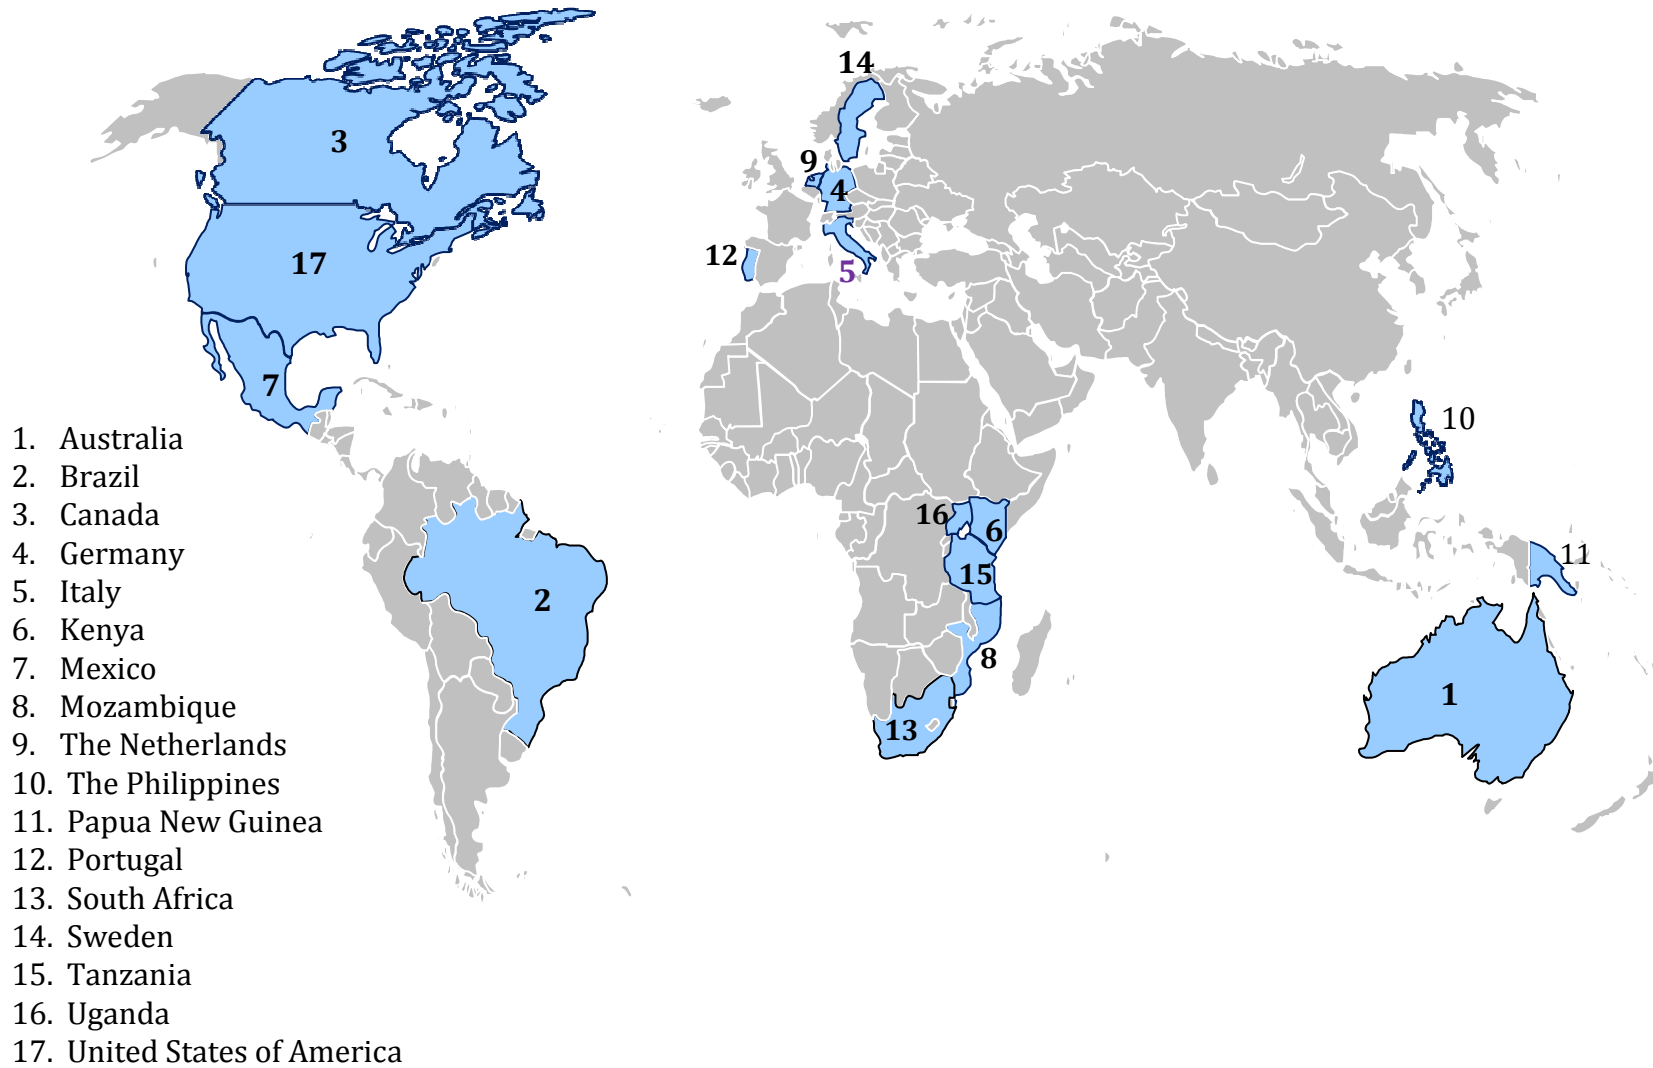 14
3
9
4
17
12
5
7
10
1. Australia
2. Brazil
3. Canada
4. Germany
5. Italy
6. Kenya
7. Mexico
8. Mozambique
9. The Netherlands
10. The Philippines
11. Papua New Guinea
12. Portugal
13. South Africa
14. Sweden
15. Tanzania
16. Uganda
17. United States of America
16
6
11
15
2
8
1
13